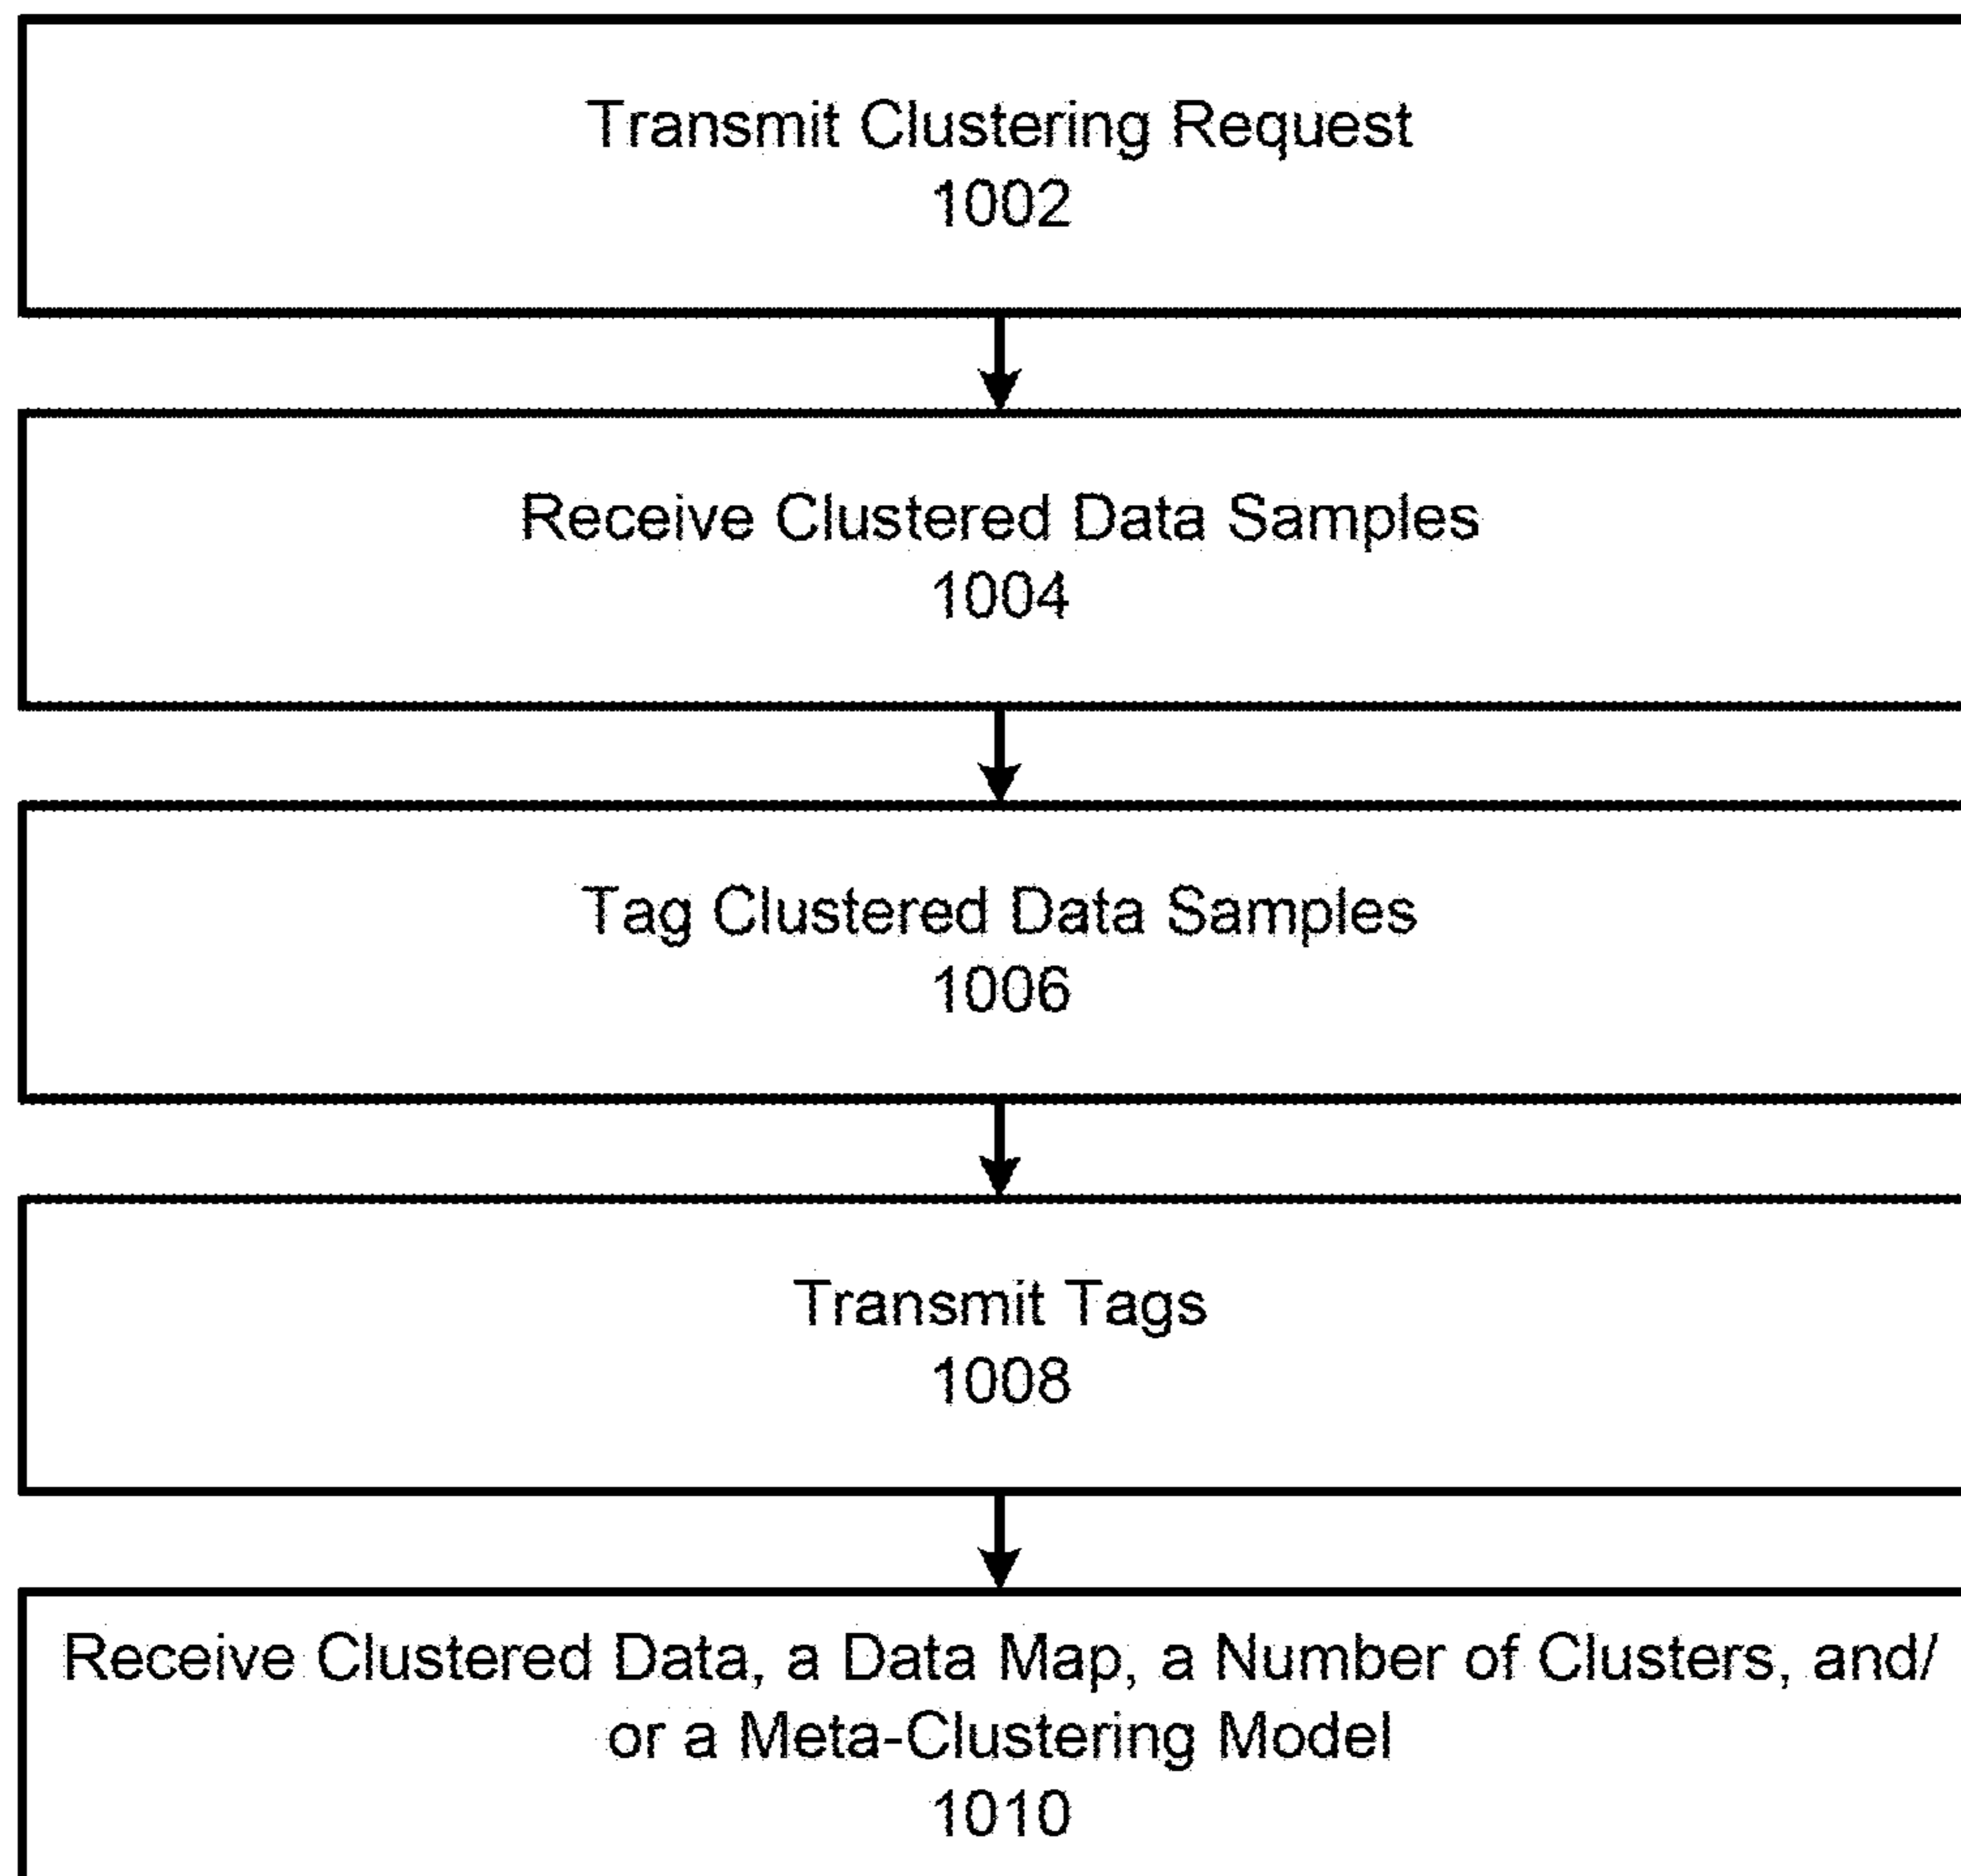 Transmit Clustering Request
1002
Receive Clustered Data Samples
1004
Tag Clustered Data Samples
1006
Transmit Tags
1008
Receive Clustered Data, a Data Map, a Number of Clusters, and/
or a Meta-Clustering Model
1010